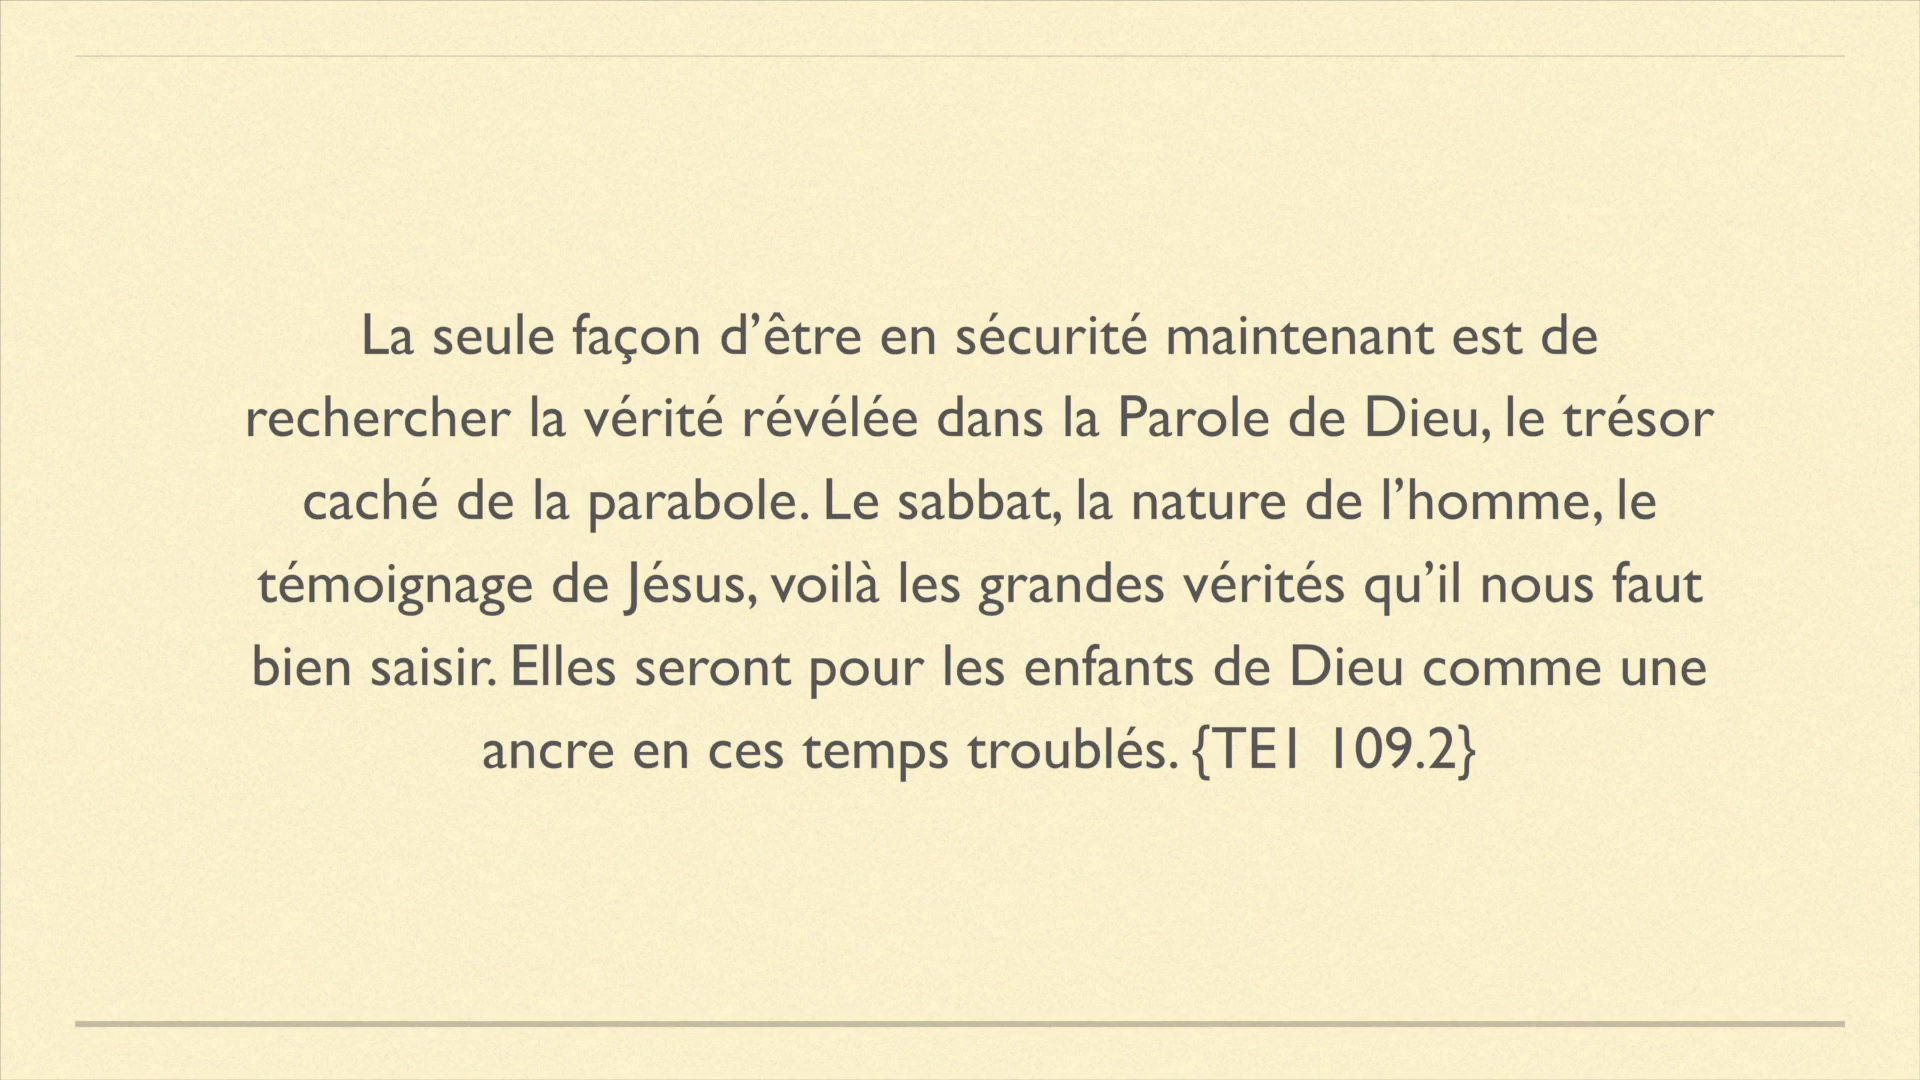 La seule façon d’être en sécurité maintenant est de
rechercher la vérité révélée dans la Parole de Dieu, le trésor
caché de la parabole. Le sabbat, la nature de l’homme, le
témoignage de Jésus, voilà les grandes vérités qu’il nous faut
bien saisir. Elles seront pour les enfants de Dieu comme une
ancre en ces temps troublés. {TE1 109.2}